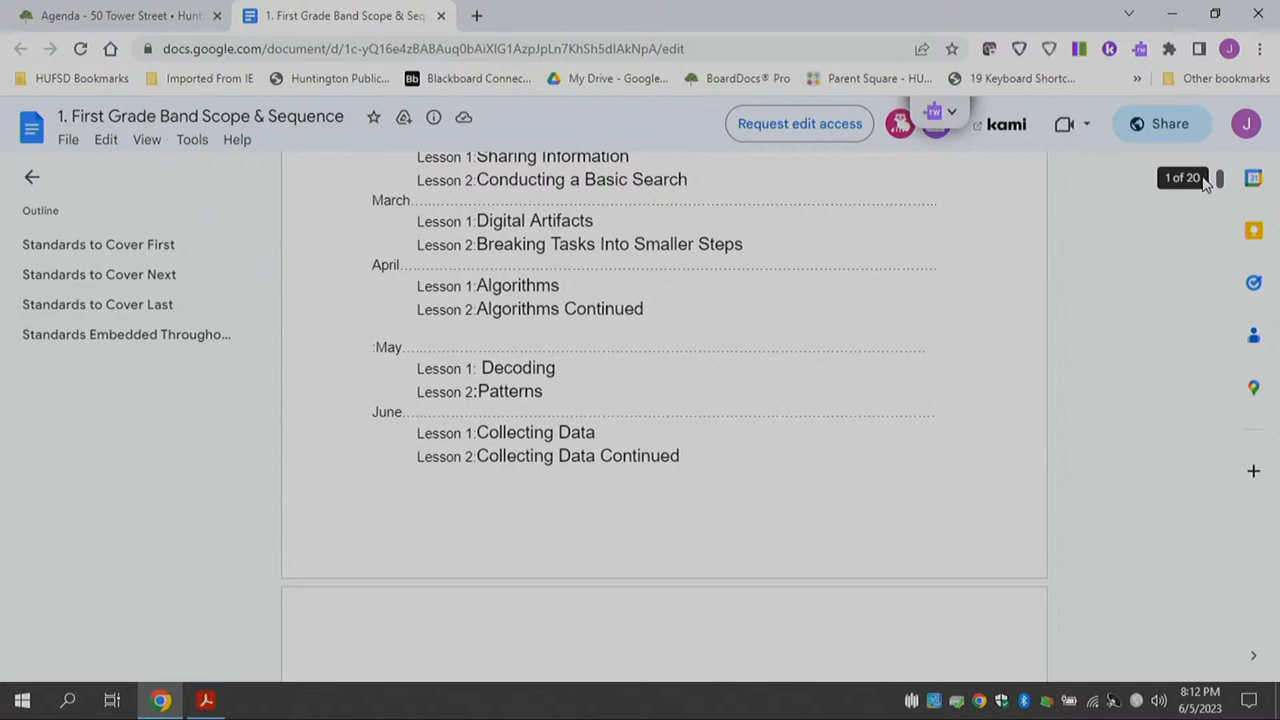 Agenda - 50 Tower Street • Hunt
1. First Grade Band Scope & Seq
docs.google.com/document/d/1c-yQ16e4zBABAuq0bAiXlG1AzpJpLn7KhSh5dIAkNpA/edit
HUFSD Bookmarks
Imported From IE
Huntington Public...
Bb Blackboard Connec...
My Drive - Google...
BoardDocs® Pro
Parent Square - HU...
19 Keyboard Shortc...
»
Other bookmarks
1. First Grade Band Scope & Sequence
File Edit View Tools Help
Request edit access
rw
kami
Share
J
Outline
Standards to Cover First
Standards to Cover Next
Standards to Cover Last
Standards Embedded Througho...
1 of 20
Lesson 1:Sharing Information
Lesson 2:Conducting a Basic Search
March
Lesson 1:Digital Artifacts
Lesson 2:Breaking Tasks Into Smaller Steps
April
Lesson 1:Algorithms
Lesson 2:Algorithms Continued
:May
Lesson 1: Decoding
Lesson 2:Patterns
June
Lesson 1:Collecting Data
Lesson 2:Collecting Data Continued
8:12 PM
6/5/2023